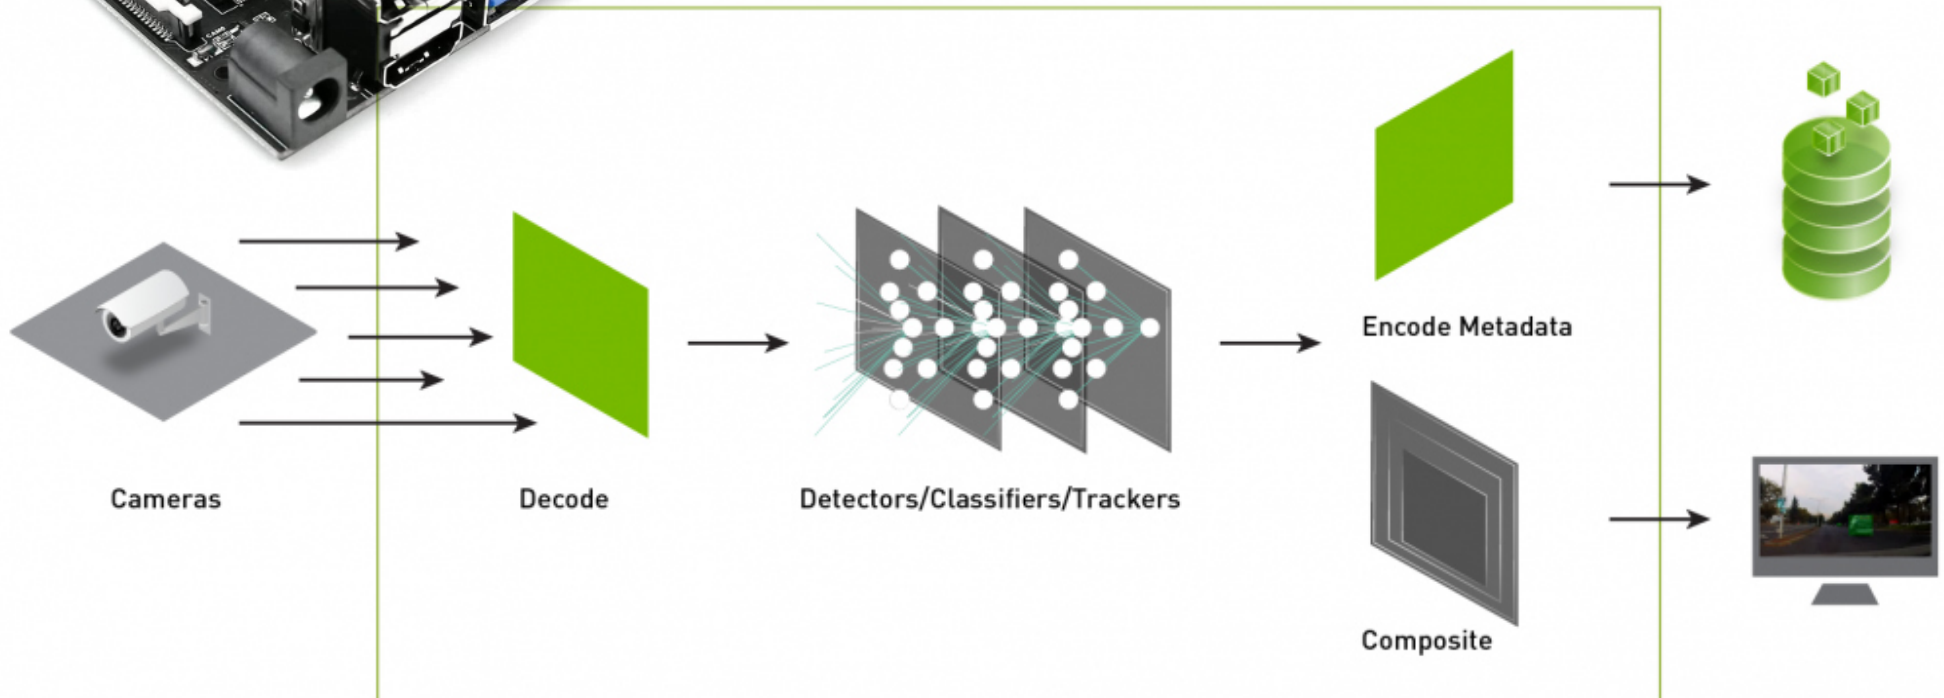 Encode Metadata
Cameras
Decode
Detectors/Classifiers/Trackers
Composite